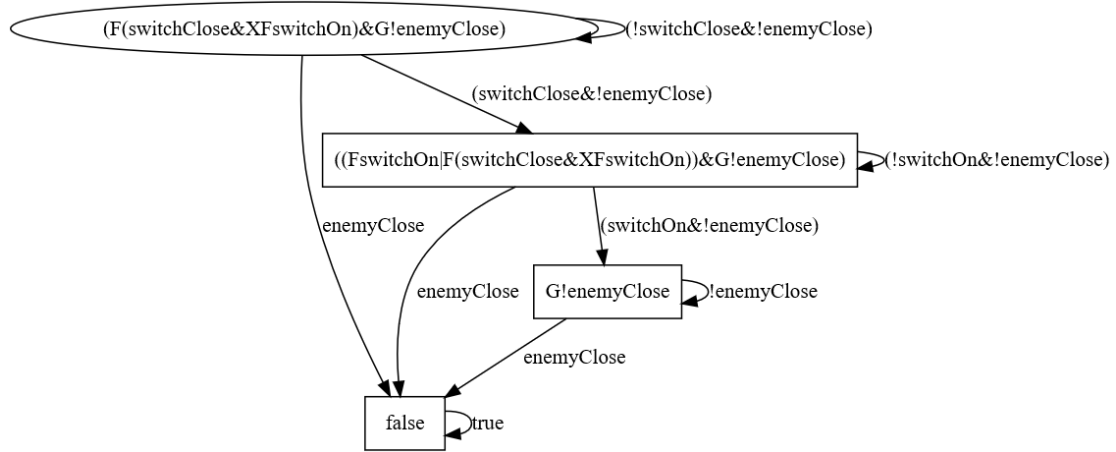 (F(switchClose&XFswitchOn)&G!enemyClose)
(!switchClose&!enemyClose)
(switchClose&!enemyClose)
((FswitchOn|F(switchClose&XFswitchOn))&G!enemyClose)
(!switchOn&!enemyClose)
enemyClose
(switchOn&!enemyClose)
enemyClose
G!enemyClose
!enemyClose
enemyClose
false
true